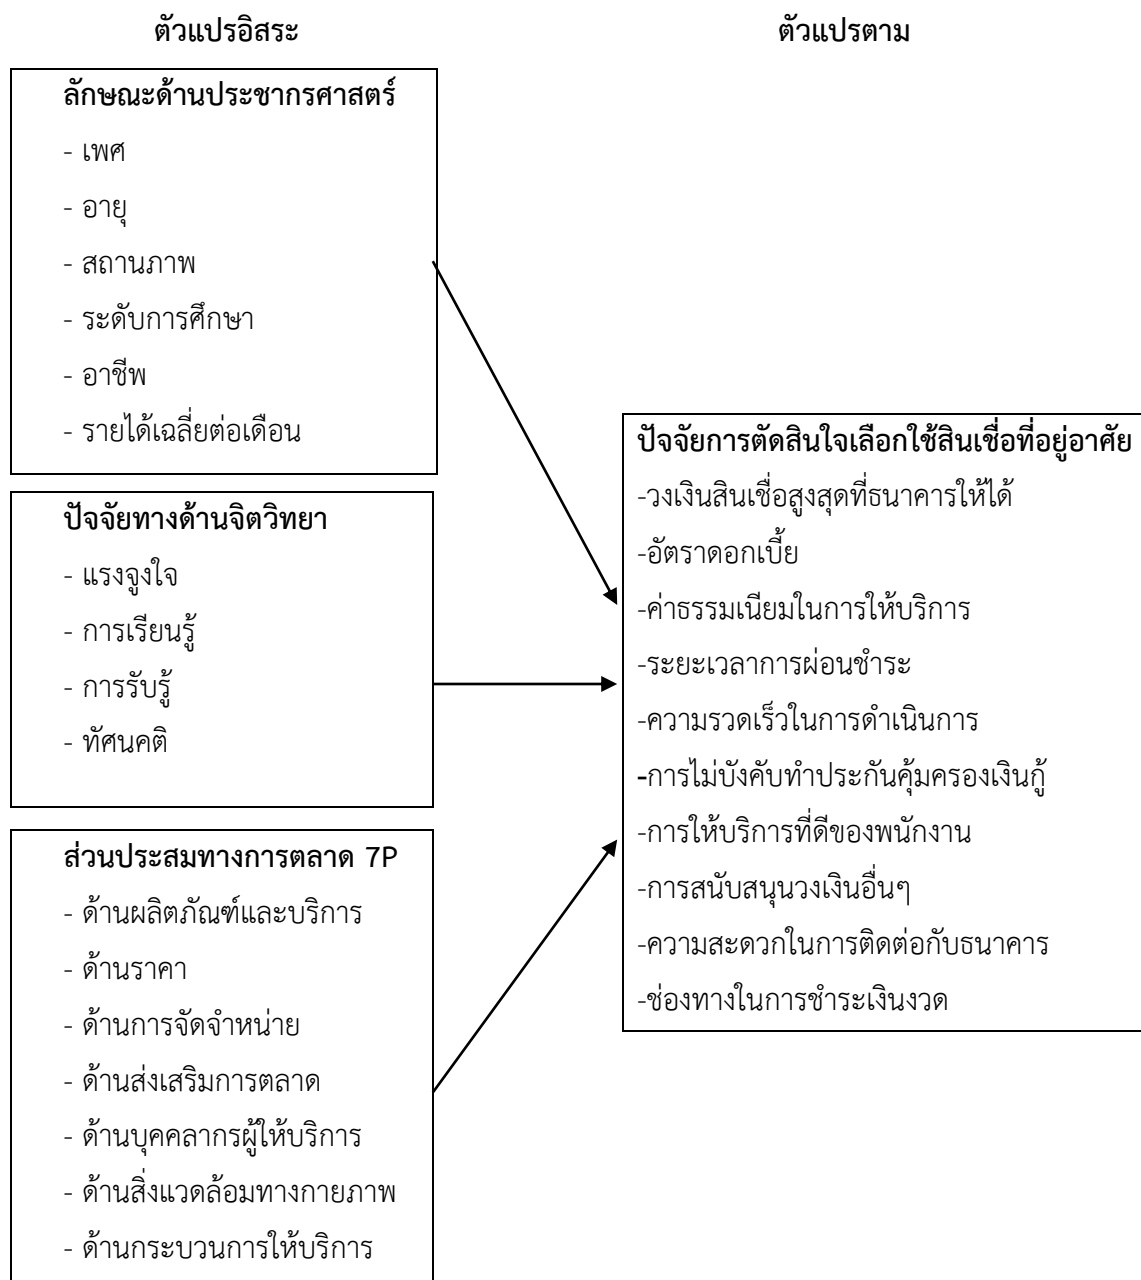 ตัวแปรอิสระ
ตัวแปรตาม
ลักษณะด้านประชากรศาสตร์
- เพศ
- อายุ
- สถานภาพ
- ระดับการศึกษา
- อาชีพ
- รายได้เฉลี่ยต่อเดือน
ปัจจัยทางด้านจิตวิทยา
- แรงจูงใจ
- การเรียนรู้
- การรับรู้
- ทัศนคติ
ส่วนประสมทางการตลาด 7P
- ด้านผลิตภัณฑ์และบริการ
- ด้านราคา
- ด้านการจัดจำหน่าย
- ด้านส่งเสริมการตลาด
- ด้านบุคคลากรผู้ให้บริการ
- ด้านสิ่งแวดล้อมทางกายภาพ
- ด้านกระบวนการให้บริการ
ปัจจัยการตัดสินใจเลือกใช้สินเชื่อที่อยู่อาศัย
-วงเงินสินเชื่อสูงสุดที่ธนาคารให้ได้
-อัตราดอกเบี้ย
-ค่าธรรมเนียมในการให้บริการ
-ระยะเวลาการผ่อนชำระ
-ความรวดเร็วในการดำเนินการ
-การไม่บังคับทำประกันคุ้มครองเงินกู้
-การให้บริการที่ดีของพนักงาน
-การสนับสนุนวงเงินอื่นๆ
-ความสะดวกในการติดต่อกับธนาคาร
-ช่องทางในการชำระเงินงวด